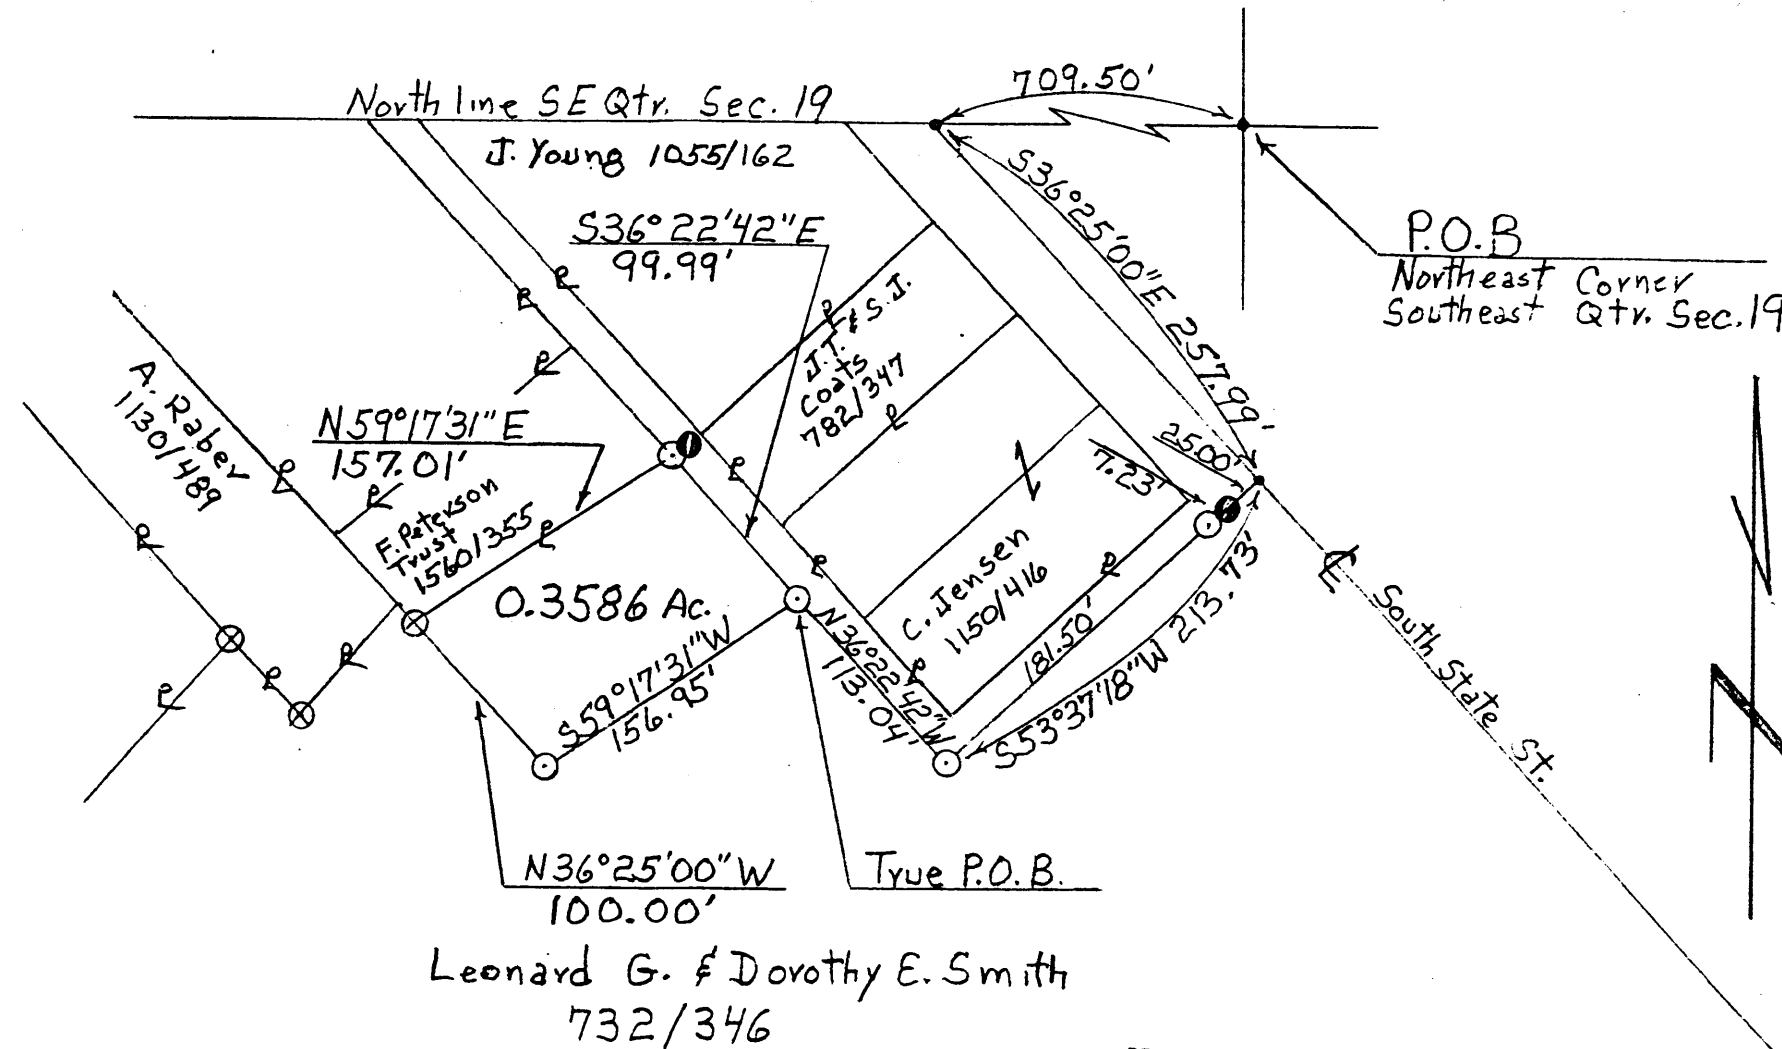 709.50'
North line SE Qtr. Sec. 19
J. Young 1055/162
S36°25'00"E 257.99'
S36°22'42"E
99.99'
P.O.B
Northeast Corner
Southeast Qtr. Sec. 19
J.T. & S.J.
Coats
782/347
A. Raber
1130/489
N59°17'31"E
157.01'
25.00'
7.23'
F. Peterson
Trust
1560/355
C. Jensen
1150/416
0.3586 Ac.
181.50'
S53°37'18"W 213.73'
South State St.
N36°22'42"W
113.04'
S59°17'31"W
156.95'
N36°25'00"W
100.00'
True P.O.B.
Leonard G. & Dorothy E. Smith
732/346